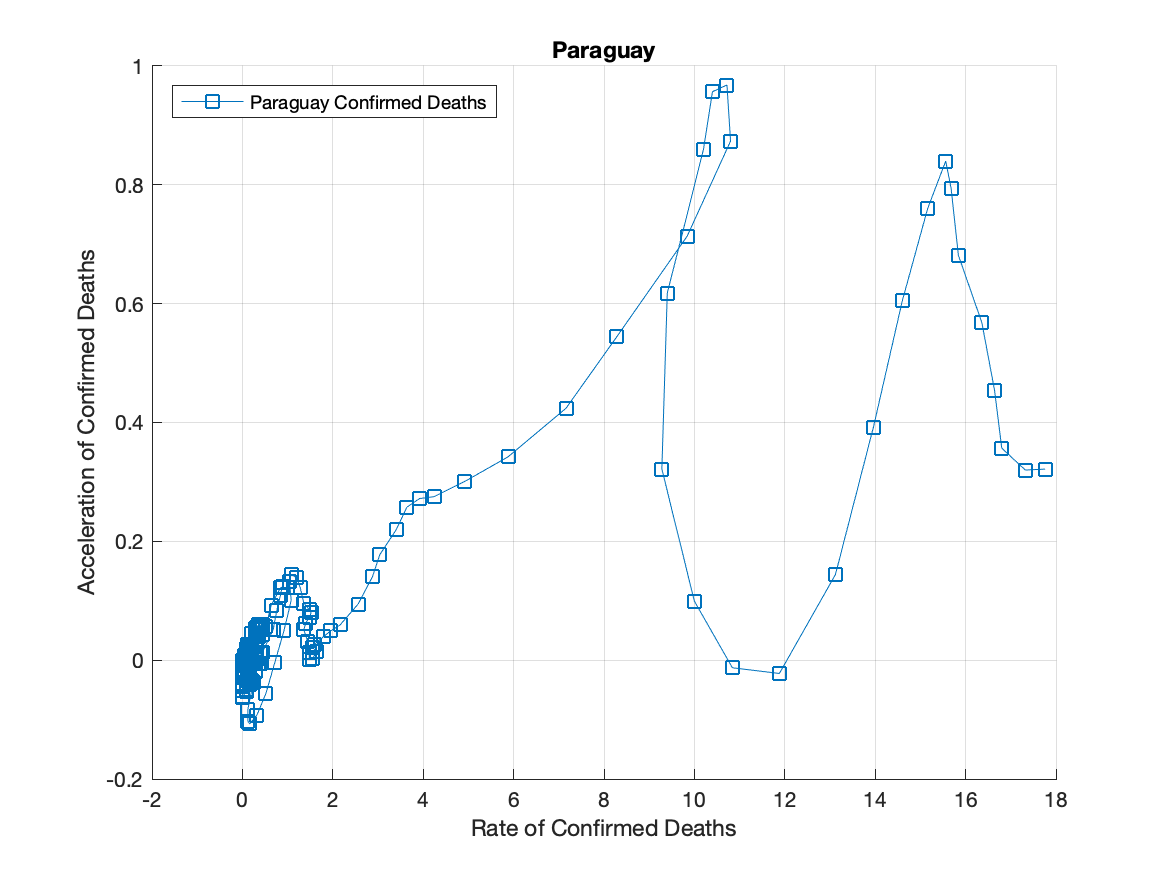 Paraguay
Paraguay Confirmed Deaths
Acceleration of Confirmed Deaths
1
0.8
0.6
0.4
0.2
0
-0.2
-2 0 2 4 6 8 10 12 14 16 18
Rate of Confirmed Deaths